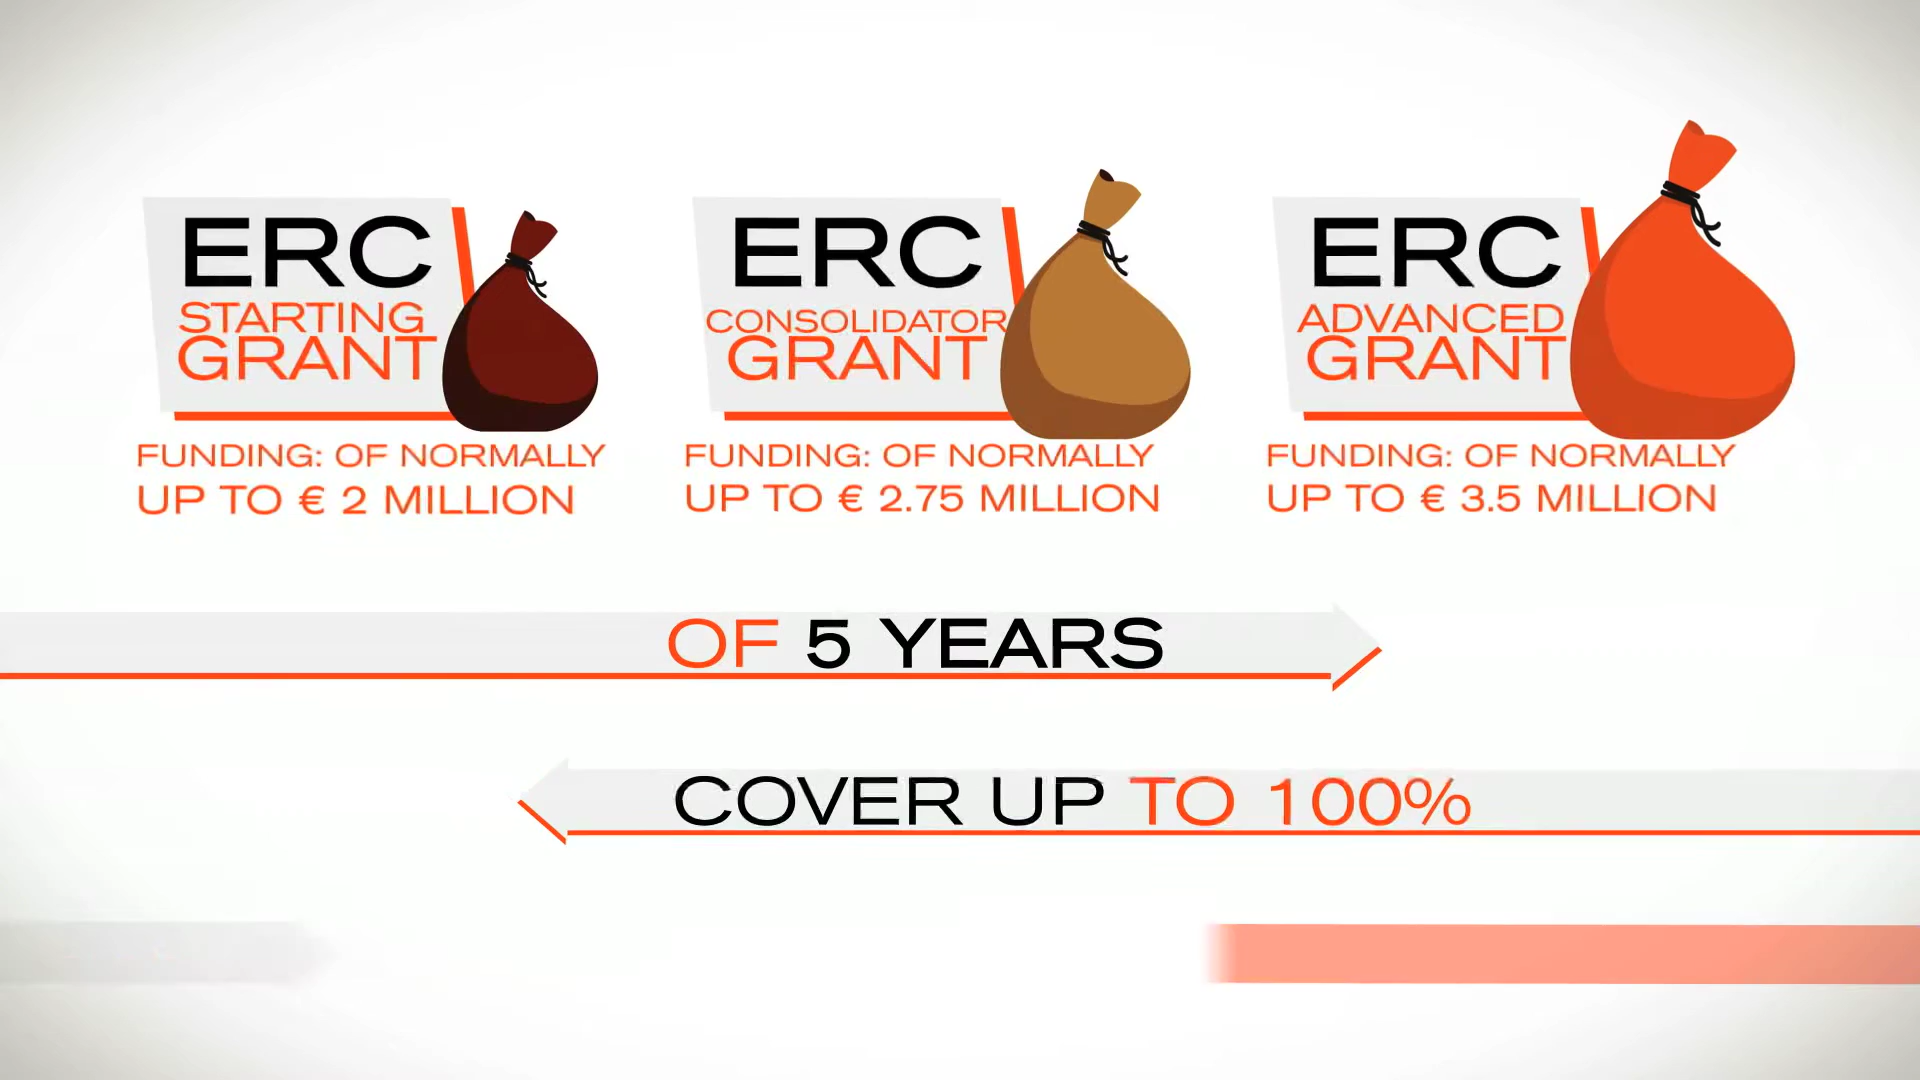 ERC
STARTING
GRANT
FUNDING: OF NORMALLY
UP TO € 2 MILLION
ERC
CONSOLIDATOR
GRANT
FUNDING: OF NORMALLY
UP TO € 2.75 MILLION
ERC
ADVANCED
GRANT
FUNDING: OF NORMALLY
UP TO € 3.5 MILLION
OF 5 YEARS
COVER UP TO 100%